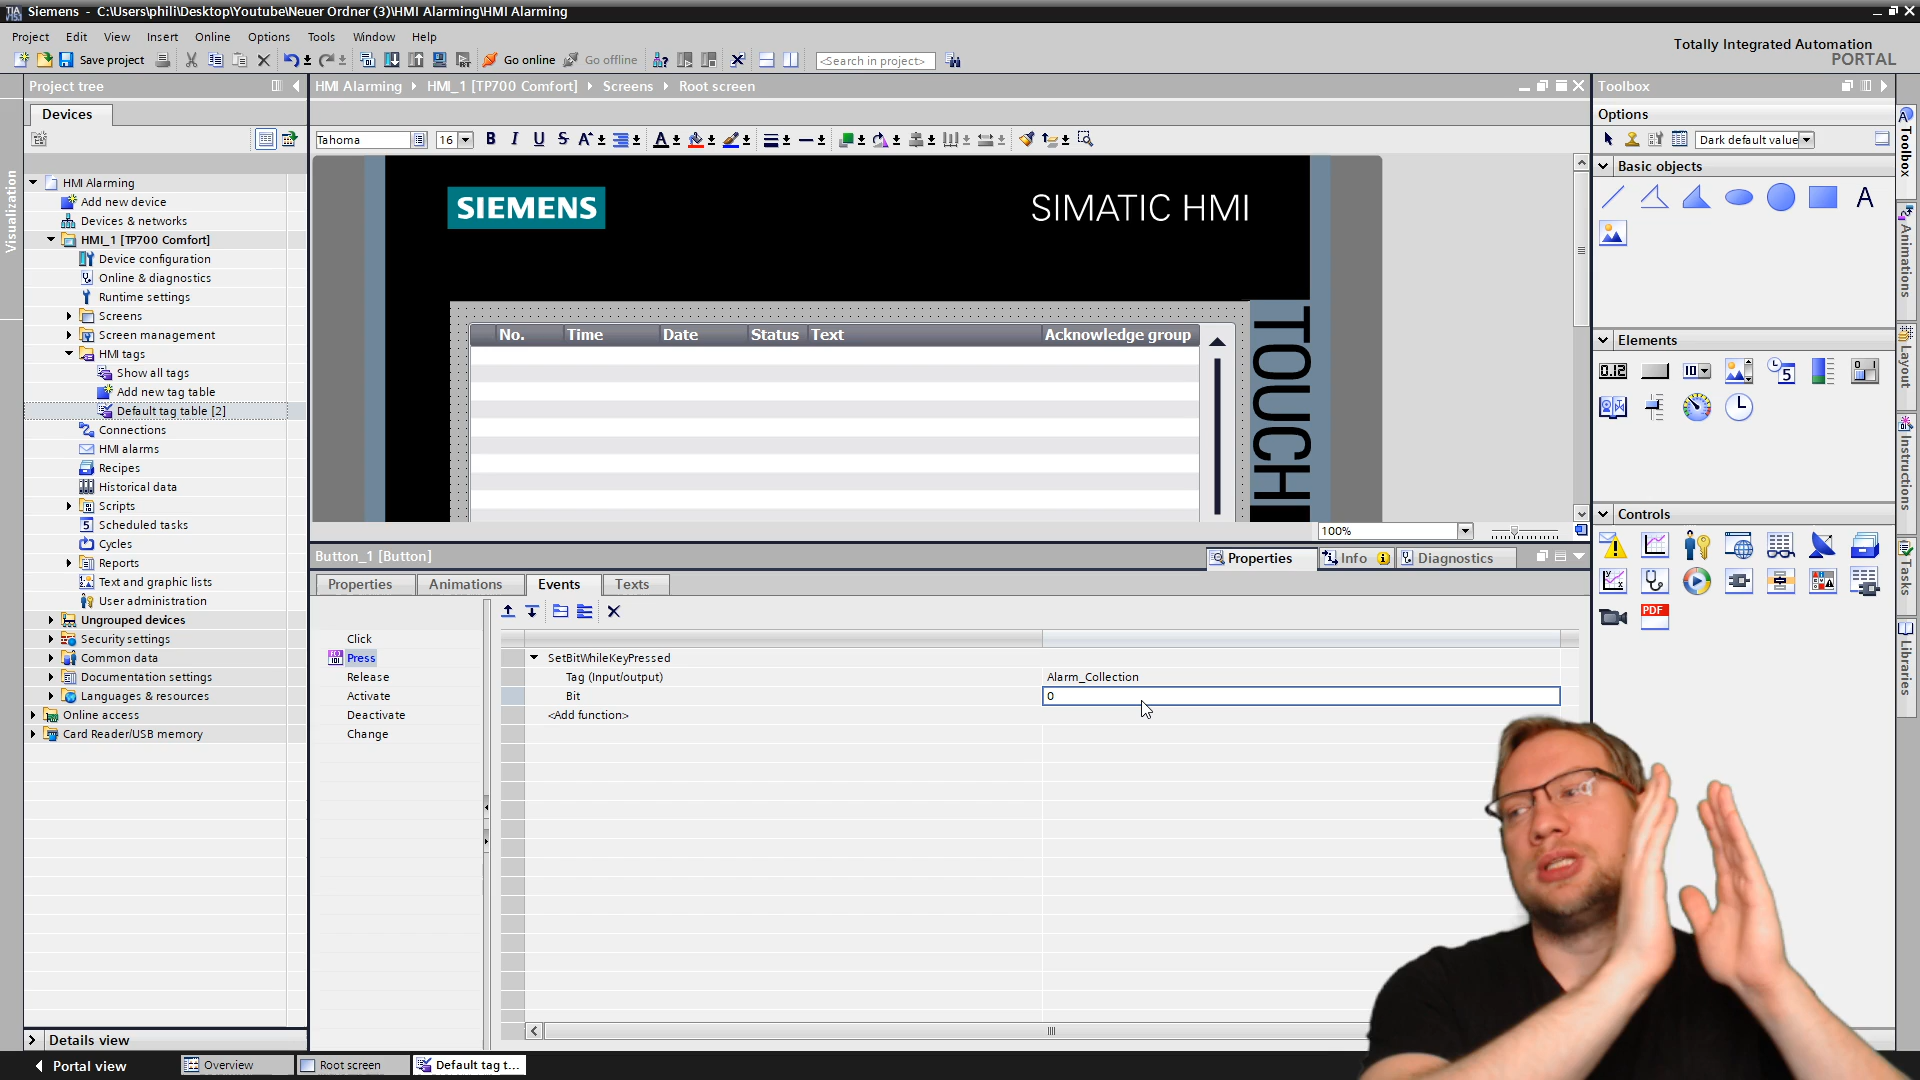 Siemens - C:\Users\phili\Desktop\Youtube\Neuer Ordner (3)\HMI Alarming\HMI Alarming
Project Edit View Insert Online Options Tools Window Help
Totally Integrated Automation
PORTAL
Save project Go online Go offline <Search in project>
Project tree
HMI Alarming HMI_1 [TP700 Comfort] Screens Root screen
Toolbox
Devices
Options
Tahoma 16 B I U S A
Dark default value
Visualization
HMI Alarming
Add new device
Devices & networks
HMI_1 [TP700 Comfort]
Device configuration
Online & diagnostics
Runtime settings
Screens
Screen management
HMI tags
Show all tags
Add new tag table
Default tag table [2]
Connections
HMI alarms
Recipes
Historical data
Scripts
Scheduled tasks
Cycles
Reports
Text and graphic lists
User administration
Ungrouped devices
Security settings
Common data
Documentation settings
Languages & resources
Online access
Card Reader/USB memory
Details view
SIEMENS
SIMATIC HMI
No. Time Date Status Text Acknowledge group
TOUCH
100%
Button_1 [Button]
Properties Info Diagnostics
Properties Animations Events Texts
Click
Press
Release
Activate
Deactivate
Change
SetBitWhileKeyPressed
Tag (Input/output) Alarm_Collection
Bit 0
<Add function>
Basic objects
A
Elements
0.12 10 5
Controls
PDF
Toolbox
Animations
Layout
Instructions
Tasks
Libraries
Portal view Overview Root screen Default tag t...